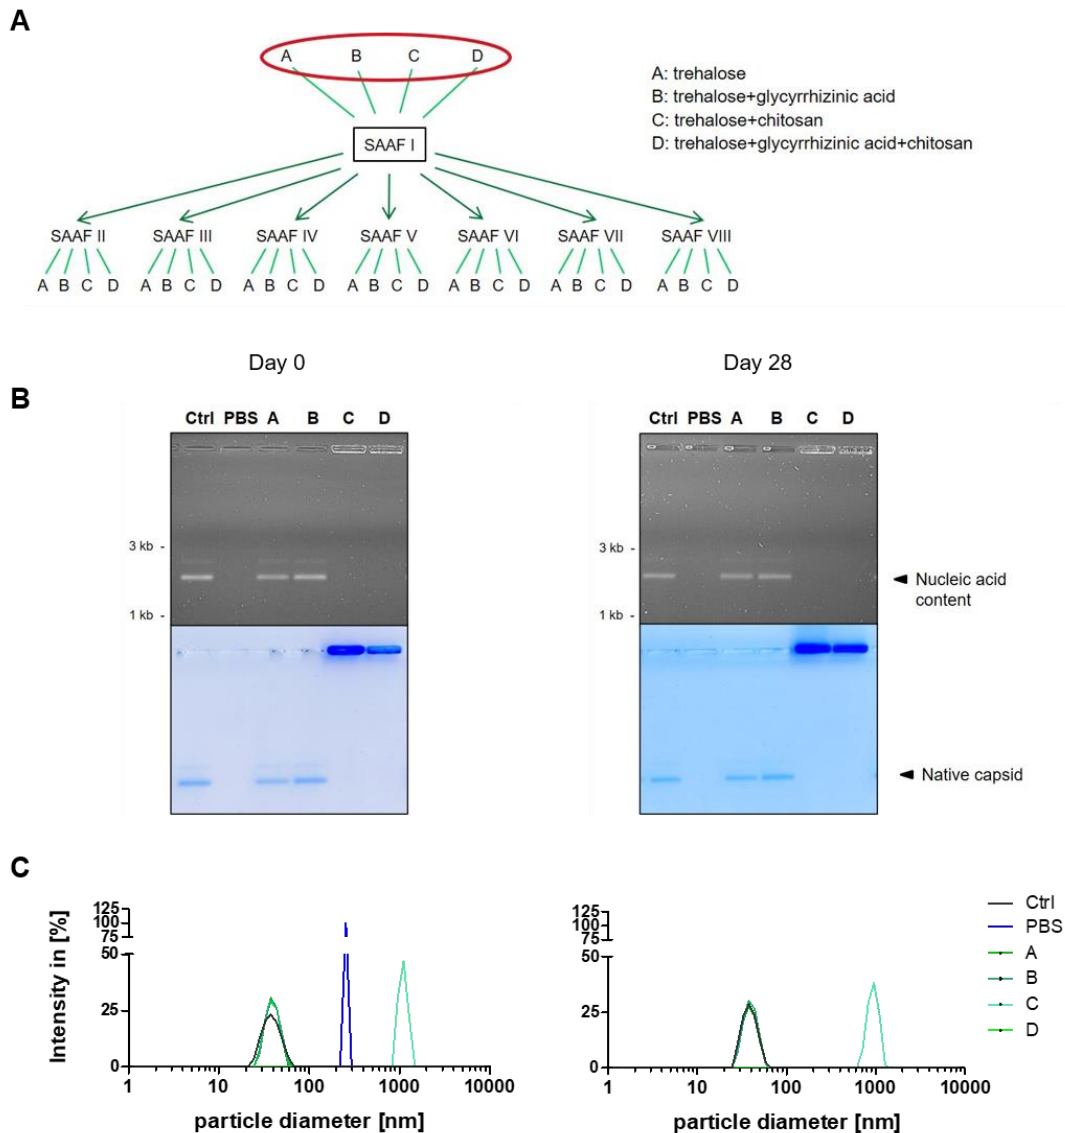 A
A B C D
A: trehalose
B: trehalose+glycyrrhizinic acid
C: trehalose+chitosan
D: trehalose+glycyrrhizinic acid+chitosan
SAAF I
SAAF II SAAF III SAAF IV SAAF V SAAF VI SAAF VII SAAF VIII
A B C D A B C D A B C D A B C D A B C D A B C D A B C D
Day 0 Day 28
B
Ctrl PBS A B C D Ctrl PBS A B C D
3 kb - 3 kb -
Nucleic acid
content
1 kb - 1 kb -
Native capsid
C
Intensity in [%]
125
100
75
50
25
0
1 10 100 1000 10000
particle diameter [nm]
125
100
75
50
25
0
1 10 100 1000 10000
particle diameter [nm]
Ctrl
PBS
A
B
C
D